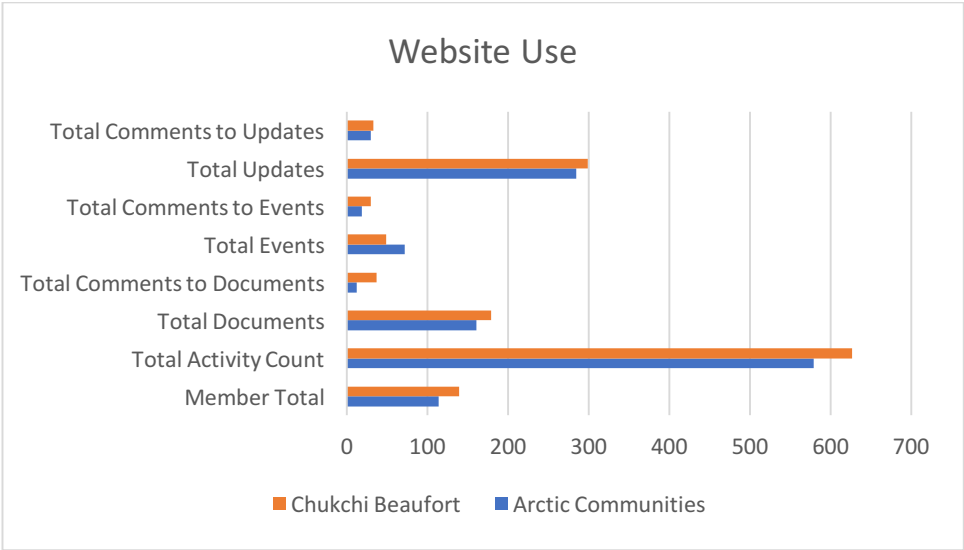 Website Use
Total Comments to Updates
Total Updates
Total Comments to Events
Total Events
Total Comments to Documents
Total Documents
Total Activity Count
Member Total
0 100 200 300 400 500 600 700
Chukchi Beaufort Arctic Communities